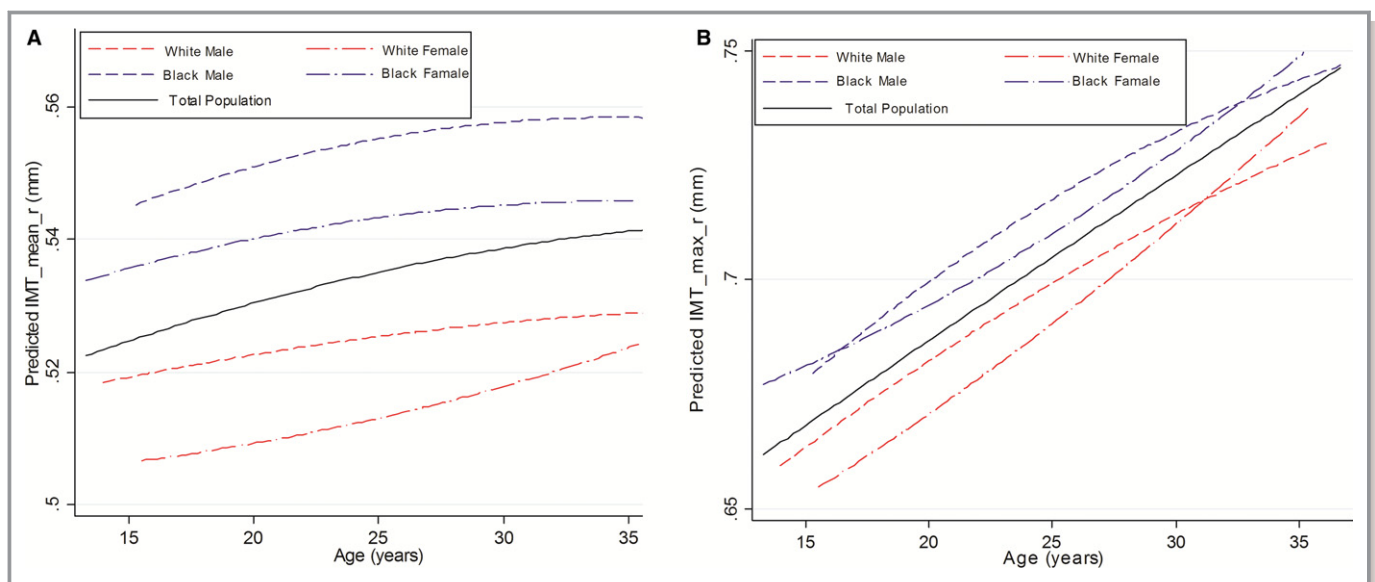 A
White Male White Female
Black Male Black Famale
Total Population
Predicted IMT_mean_r (mm)
.56
.54
.52
.5
15 20 25 30 35
Age (years)
B
White Male White Female
Black Male Black Famale
Total Population
Predicted IMT_max_r (mm)
.75
.7
.65
15 20 25 30 35
Age (years)